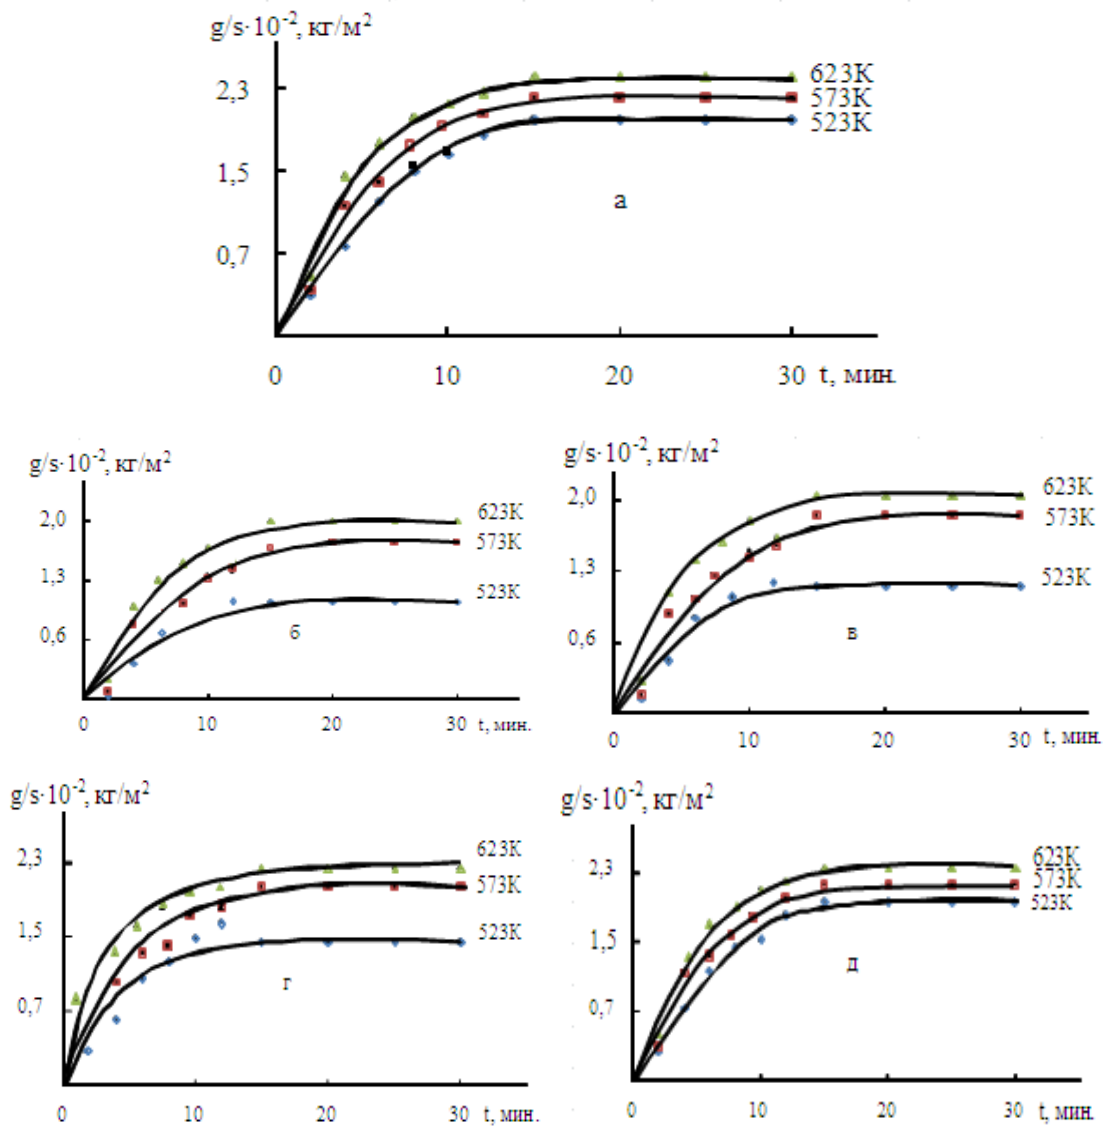 g/s·10⁻², кг/м²
623К
2,3
573К
523К
1,5
а
0,7
0 10 20 30 t, мин.
g/s·10⁻², кг/м²
623К
2,0
573К
1,3
523К
0,6
б
0 10 20 30 t, мин.
g/s·10⁻², кг/м²
623К
2,0
573К
1,3
523К
0,6
в
0 10 20 30 t, мин.
g/s·10⁻², кг/м²
623К
2,3
573К
1,5
523К
г
0,7
0 10 20 30 t, мин.
g/s·10⁻², кг/м²
623К
2,3
573К
523К
1,5
д
0,7
0 10 20 30 t, мин.